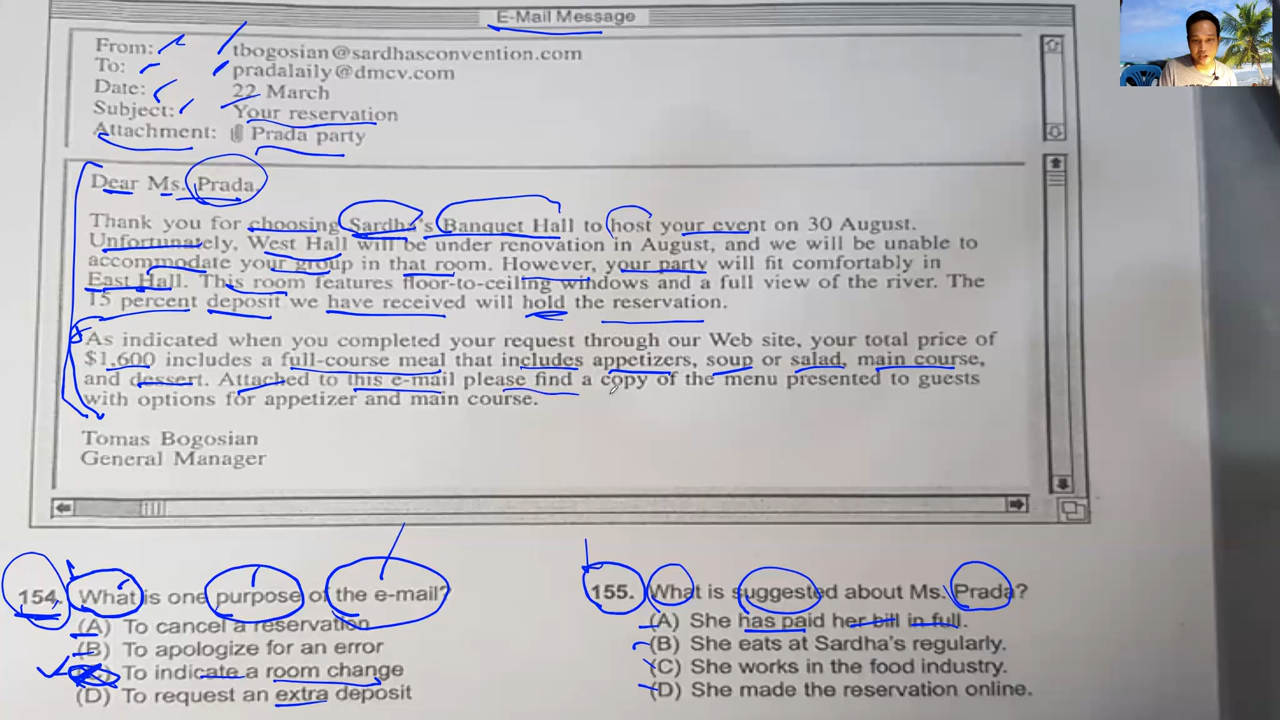 E-Mail Message
From: tbogosian@sardhasconvention.com
To: pradalaily@dmcv.com
Date: 22 March
Subject: Your reservation
Attachment: Prada party
Dear Ms. Prada,
Thank you for choosing Sardha's Banquet Hall to host your event on 30 August.
Unfortunately, West Hall will be under renovation in August, and we will be unable to
accommodate your group in that room. However, your party will fit comfortably in
East Hall. This room features floor-to-ceiling windows and a full view of the river. The
15 percent deposit we have received will hold the reservation.
As indicated when you completed your request through our Web site, your total price of
$1,600 includes a full-course meal that includes appetizers, soup or salad, main course,
and dessert. Attached to this e-mail please find a copy of the menu presented to guests
with options for appetizer and main course.
Tomas Bogosian
General Manager
154. What is one purpose of the e-mail?
(A) To cancel a reservation
(B) To apologize for an error
(C) To indicate a room change
(D) To request an extra deposit
155. What is suggested about Ms. Prada?
(A) She has paid her bill in full.
(B) She eats at Sardha's regularly.
(C) She works in the food industry.
(D) She made the reservation online.